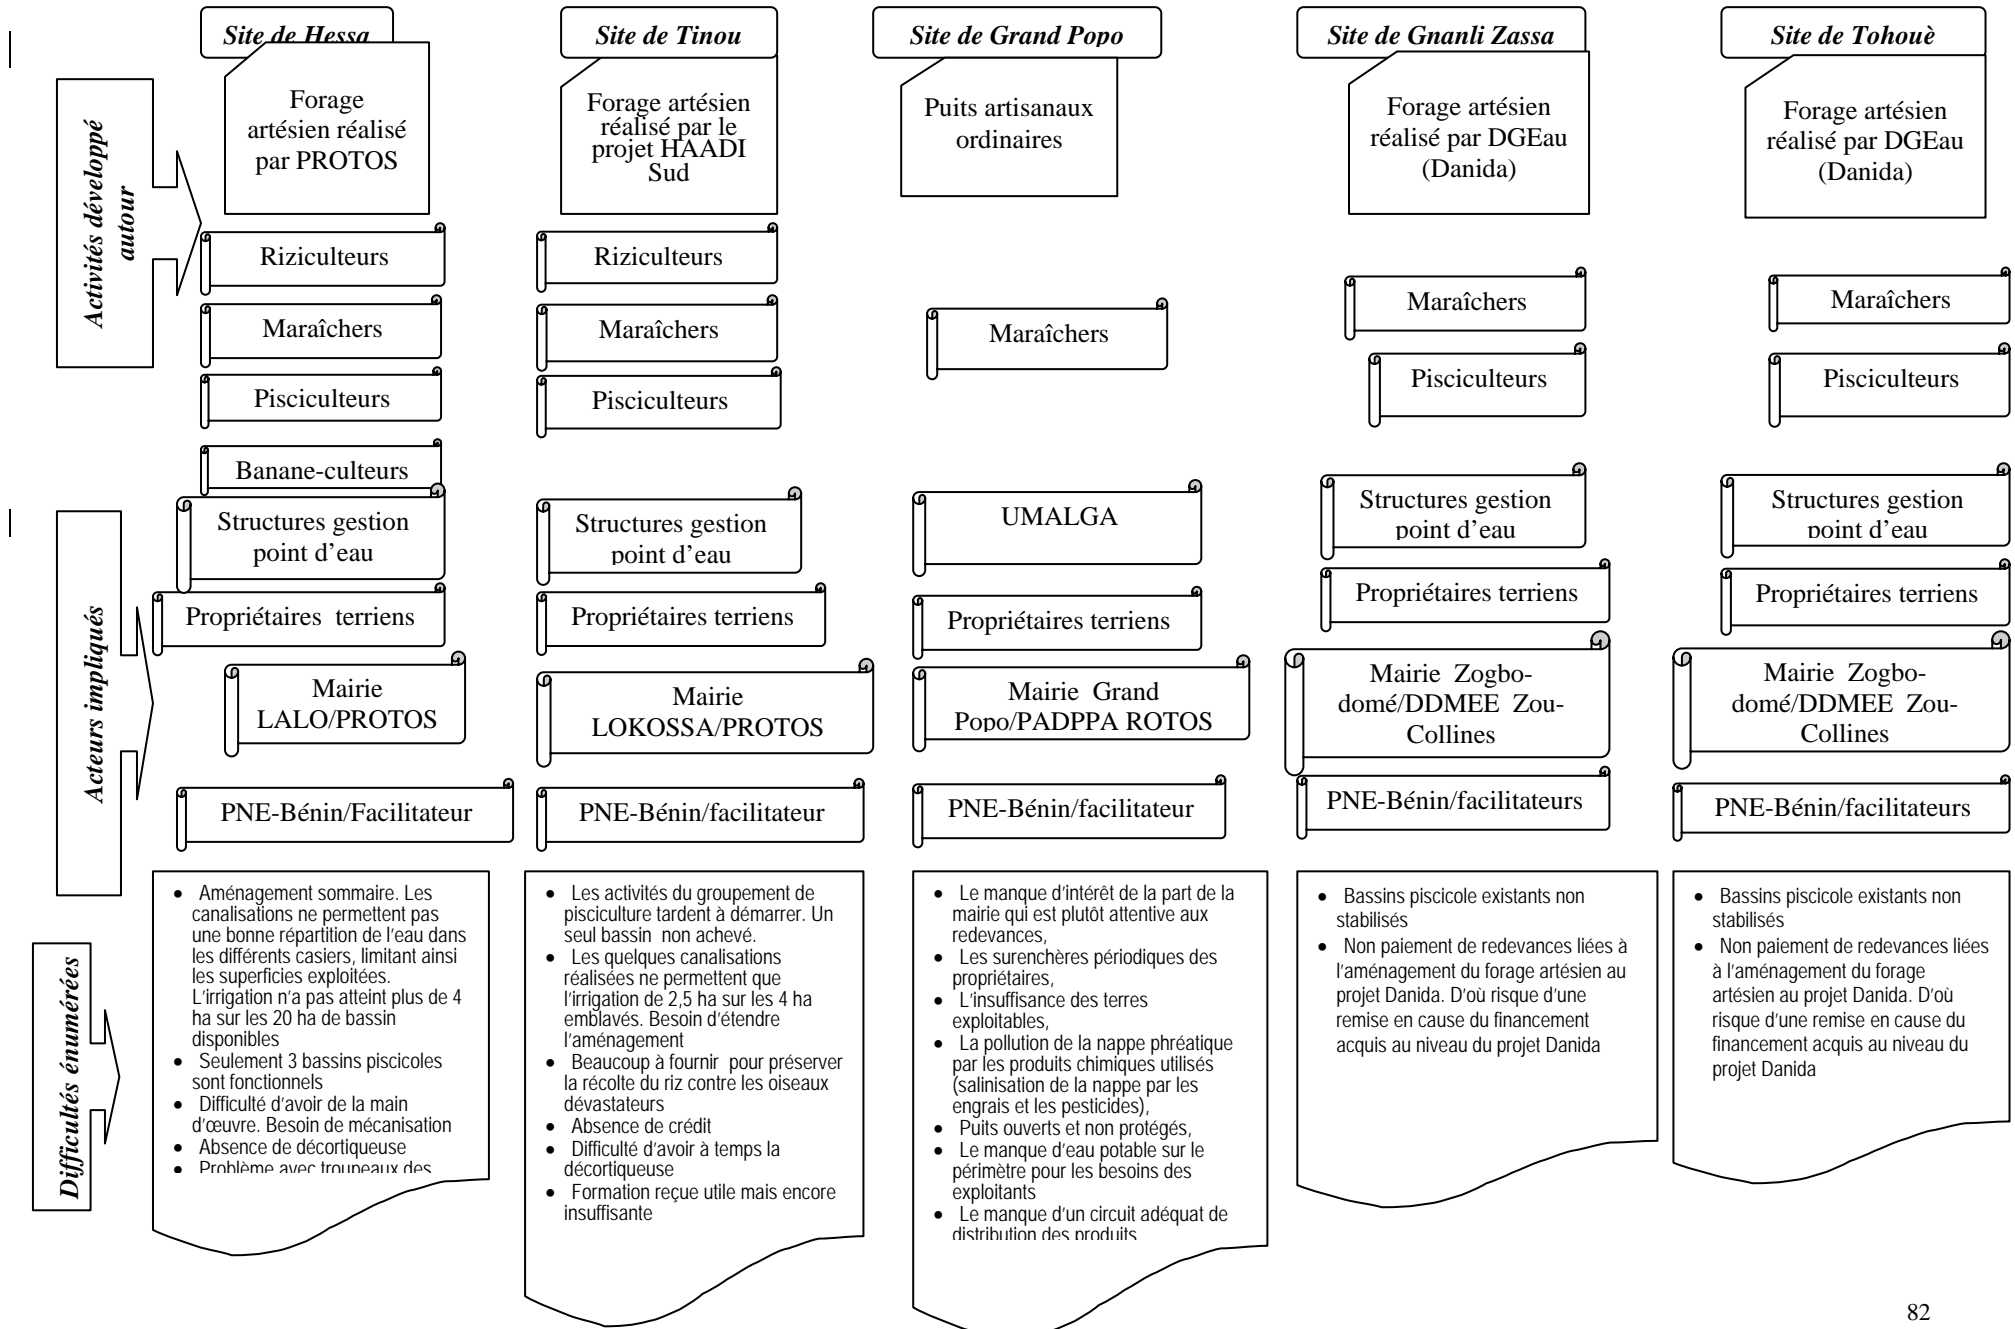 Site de Hessa
Forage
artésien réalisé
par PROTOS
Riziculteurs
Maraîchers
Pisciculteurs
Banane-culteurs
Structures gestion
point d’eau
Propriétaires terriens
Mairie
LALO/PROTOS
PNE-Bénin/Facilitateur
• Aménagement sommaire. Les
canalisations ne permettent pas
une bonne répartition de l’eau dans
les différents casiers, limitant ainsi
les superficies exploitées.
L’irrigation n’a pas atteint plus de 4
ha sur les 20 ha de bassin
disponibles
• Seulement 3 bassins piscicoles
sont fonctionnels
• Difficulté d’avoir de la main
d’œuvre. Besoin de mécanisation
• Absence de décortiqueuse
• Problème avec troupeaux des
Site de Tinou
Forage artésien
réalisé par le
projet HAADI
Sud
Riziculteurs
Maraîchers
Pisciculteurs
Structures gestion
point d’eau
Propriétaires terriens
Mairie
LOKOSSA/PROTOS
PNE-Bénin/facilitateur
• Les activités du groupement de
pisciculture tardent à démarrer. Un
seul bassin non achevé.
• Les quelques canalisations
réalisées ne permettent que
l’irrigation de 2,5 ha sur les 4 ha
emblavés. Besoin d’étendre
l’aménagement
• Beaucoup à fournir pour préserver
la récolte du riz contre les oiseaux
dévastateurs
• Absence de crédit
• Difficulté d’avoir à temps la
décortiqueuse
• Formation reçue utile mais encore
insuffisante
Site de Grand Popo
Puits artisanaux
ordinaires
Maraîchers
UMALGA
Propriétaires terriens
Mairie Grand
Popo/PADPPA ROTOS
PNE-Bénin/facilitateur
• Le manque d’intérêt de la part de la
mairie qui est plutôt attentive aux
redevances,
• Les surenchères périodiques des
propriétaires,
• L’insuffisance des terres
exploitables,
• La pollution de la nappe phréatique
par les produits chimiques utilisés
(salinisation de la nappe par les
engrais et les pesticides),
• Puits ouverts et non protégés,
• Le manque d’eau potable sur le
périmètre pour les besoins des
exploitants
• Le manque d’un circuit adéquat de
distribution des produits
Site de Gnanli Zassa
Forage artésien
réalisé par DGEau
(Danida)
Maraîchers
Pisciculteurs
Structures gestion
point d’eau
Propriétaires terriens
Mairie Zogbo-
domé/DDMEE Zou-
Collines
PNE-Bénin/facilitateurs
• Bassins piscicole existants non
stabilisés
• Non paiement de redevances liées à
l’aménagement du forage artésien au
projet Danida. D’où risque d’une
remise en cause du financement
acquis au niveau du projet Danida
Site de Tohouè
Forage artésien
réalisé par DGEau
(Danida)
Maraîchers
Pisciculteurs
Structures gestion
point d’eau
Propriétaires terriens
Mairie Zogbo-
domé/DDMEE Zou-
Collines
PNE-Bénin/facilitateurs
• Bassins piscicole existants non
stabilisés
• Non paiement de redevances liées
à l’aménagement du forage
artésien au projet Danida. D’où
risque d’une remise en cause du
financement acquis au niveau du
projet Danida
Activités développé
autour
Acteurs impliqués
Difficultés énumérées
82